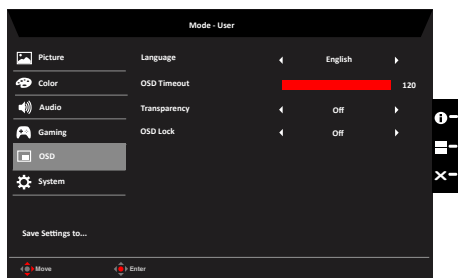 Mode - User
Picture
Color
Audio
Gaming
OSD
System
Save Settings to...
Language English
OSD Timeout 120
Transparency Off
OSD Lock Off
Move Enter